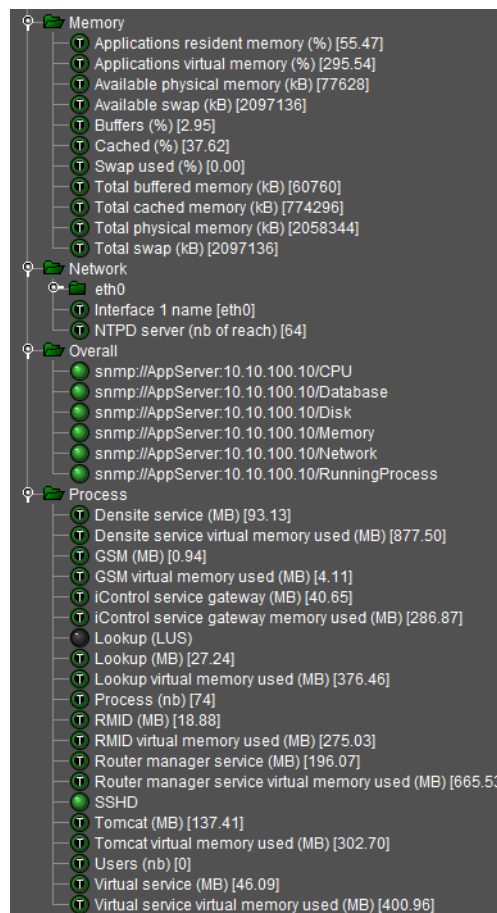 Memory
Applications resident memory (%) [55.47]
Applications virtual memory (%) [295.54]
Available physical memory (kB) [77628]
Available swap (kB) [2097136]
Buffers (%) [2.95]
Cached (%) [37.62]
Swap used (%) [0.00]
Total buffered memory (kB) [60760]
Total cached memory (kB) [774296]
Total physical memory (kB) [2058344]
Total swap (kB) [2097136]
Network
eth0
Interface 1 name [eth0]
NTPD server (nb of reach) [64]
Overall
snmp://AppServer:10.10.100.10/CPU
snmp://AppServer:10.10.100.10/Database
snmp://AppServer:10.10.100.10/Disk
snmp://AppServer:10.10.100.10/Memory
snmp://AppServer:10.10.100.10/Network
snmp://AppServer:10.10.100.10/RunningProcess
Process
Densite service (MB) [93.13]
Densite service virtual memory used (MB) [877.50]
GSM (MB) [0.94]
GSM virtual memory used (MB) [4.11]
iControl service gateway (MB) [40.65]
iControl service gateway memory used (MB) [286.87]
Lookup (LUS)
Lookup (MB) [27.24]
Lookup virtual memory used (MB) [376.46]
Process (nb) [74]
RMID (MB) [18.88]
RMID virtual memory used (MB) [275.03]
Router manager service (MB) [196.07]
Router manager service virtual memory used (MB) [665.53
SSHD
Tomcat (MB) [137.41]
Tomcat virtual memory used (MB) [302.70]
Users (nb) [0]
Virtual service (MB) [46.09]
Virtual service virtual memory used (MB) [400.96]